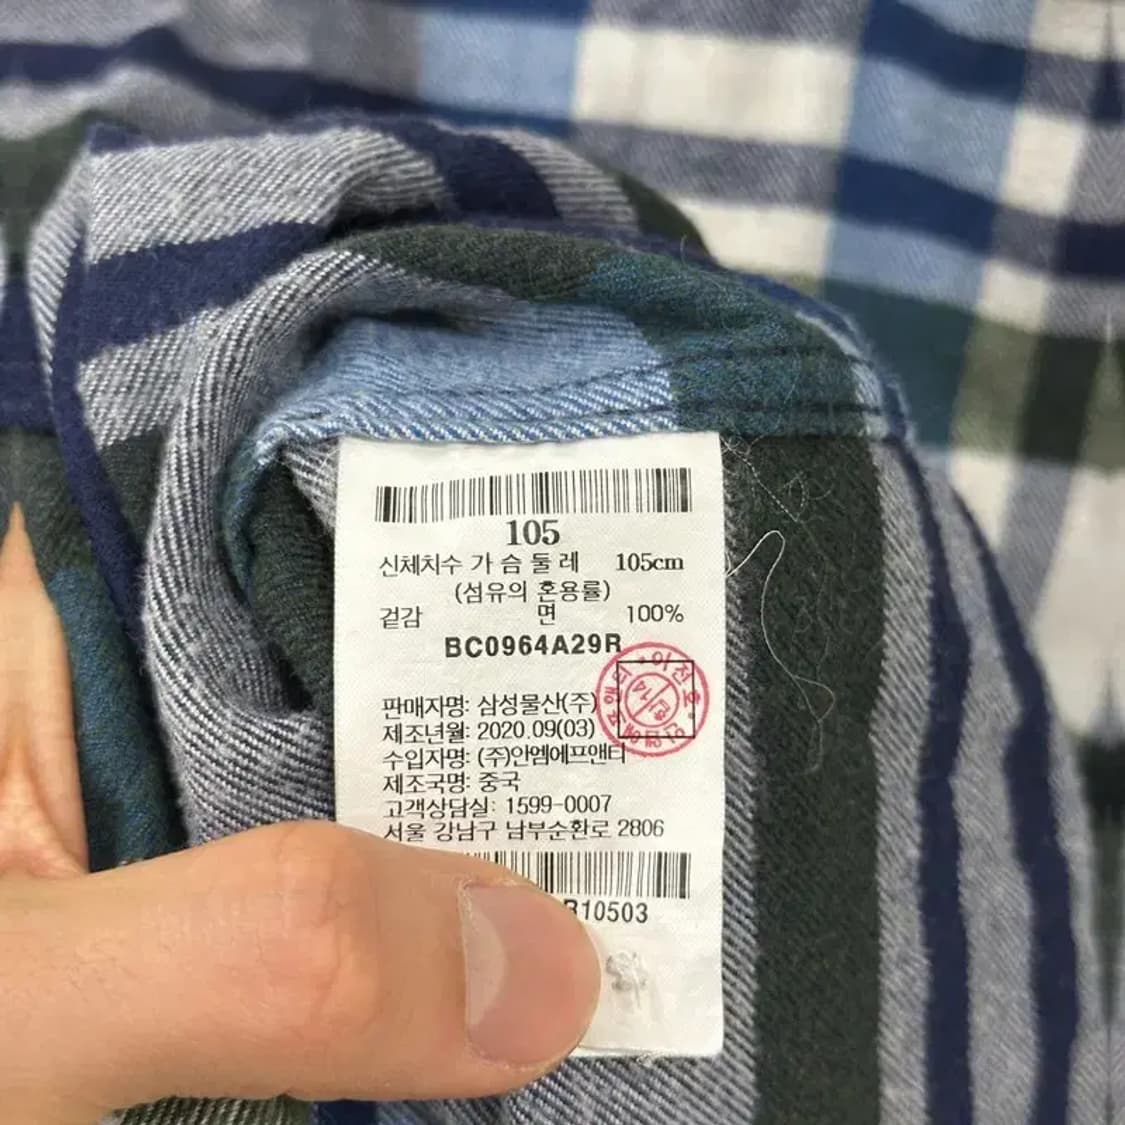 105
신체치수 가 슴 둘 레 105cm
(섬유의 혼용률)
겉감 면 100%
BC0964A29R
판매자명: 삼성물산(주)
제조년월: 2020.09(03)
수입자명: (주)안엠에프앤티
제조국명: 중국
고객상담실: 1599-0007
서울 강남구 남부순환로 2806
R10503